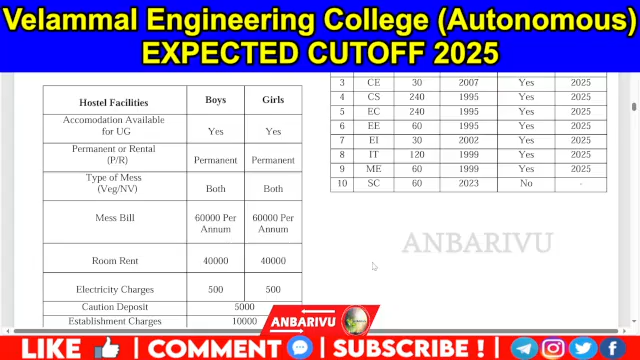 Velammal Engineering College (Autonomous)
EXPECTED CUTOFF 2025
Hostel Facilities Boys Girls
Accomodation Available for UG Yes Yes
Permanent or Rental (P/R) Permanent Permanent
Type of Mess (Veg/NV) Both Both
Mess Bill 60000 Per Annum 60000 Per Annum
Room Rent 40000 40000
Electricity Charges 500 500
Caution Deposit 5000
Establishment Charges 10000
3 CE 30 2007 Yes 2025
4 CS 240 1995 Yes 2025
5 EC 240 1995 Yes 2025
6 EE 60 1995 Yes 2025
7 EI 30 2002 Yes 2025
8 IT 120 1999 Yes 2025
9 ME 60 1999 Yes 2025
10 SC 60 2023 No -
ANBARIVU
ANBARIVU
LIKE | COMMENT | SHARE | SUBSCRIBE !